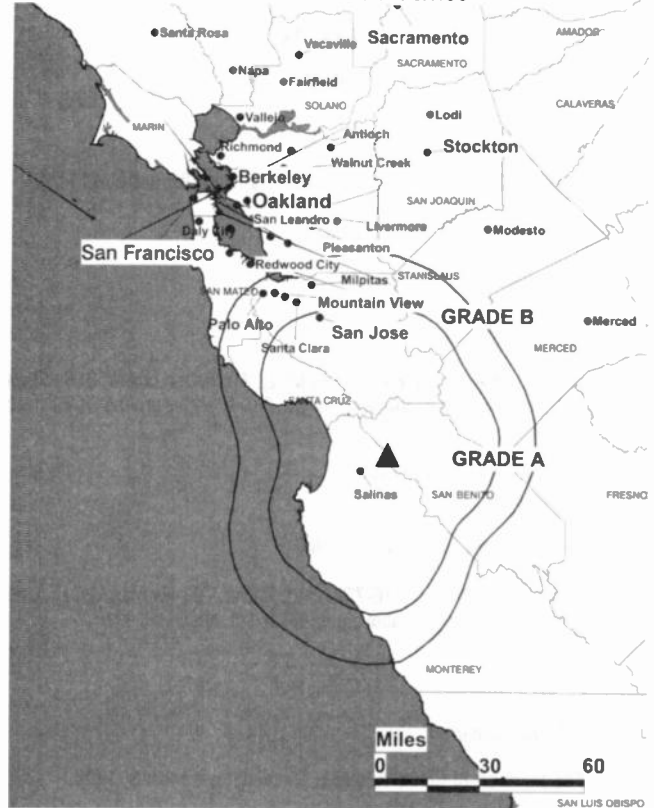 Sacramento
Santa Rosa
Vacaville
AMADOR
SACRAMENTO
Napa
Fairfield
SOLANO
CALAVERAS
Lodi
Vallejo
MARIN
Antioch
Richmond
Stockton
Walnut Creek
Berkeley
Oakland
SAN JOAQUIN
San Leandro
Livermore
Daly City
Modesto
San Francisco
Pleasanton
Redwood City
STANISLAUS
Milpitas
SAN MATEO
Mountain View
GRADE B
Merced
Palo Alto
San Jose
Santa Clara
MERCED
SANTA CRUZ
GRADE A
Salinas
SAN BENITO
FRESNO
MONTEREY
Miles
0 30 60
SAN LUIS OBISPO